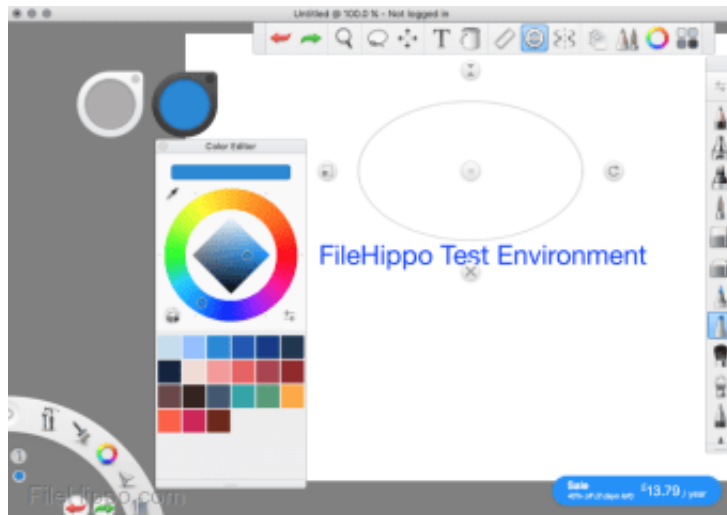 Untitled @ 100.0 % - Not logged in
T
Color Editor
FileHippo Test Environment
Sale
£13.79 / year
FileHippo.com